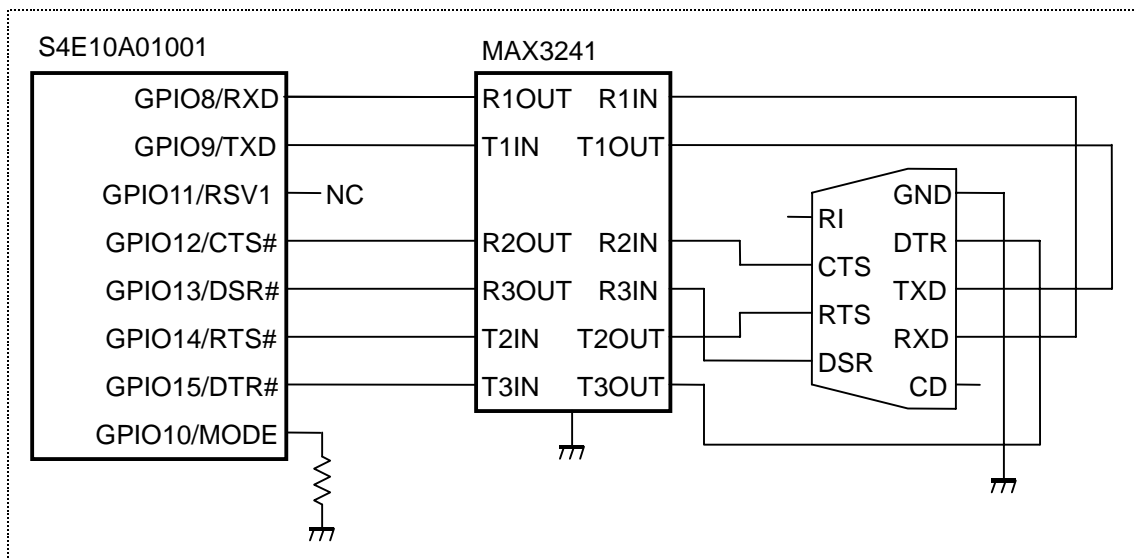 S4E10A01001
GPIO8/RXD
GPIO9/TXD
GPIO11/RSV1
NC
GPIO12/CTS#
GPIO13/DSR#
GPIO14/RTS#
GPIO15/DTR#
GPIO10/MODE
MAX3241
R1OUT R1IN
T1IN T1OUT
R2OUT R2IN
R3OUT R3IN
T2IN T2OUT
T3IN T3OUT
RI
CTS
RTS
DSR
GND
DTR
TXD
RXD
CD